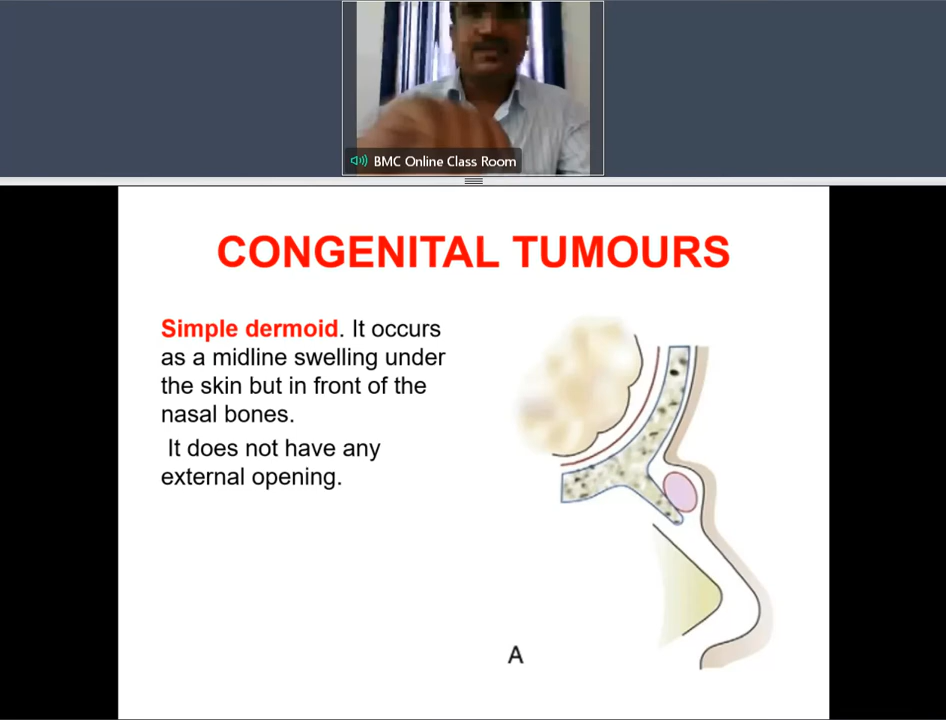 BMC Online Class Room
CONGENITAL TUMOURS
Simple dermoid. It occurs
as a midline swelling under
the skin but in front of the
nasal bones.
It does not have any
external opening.
A